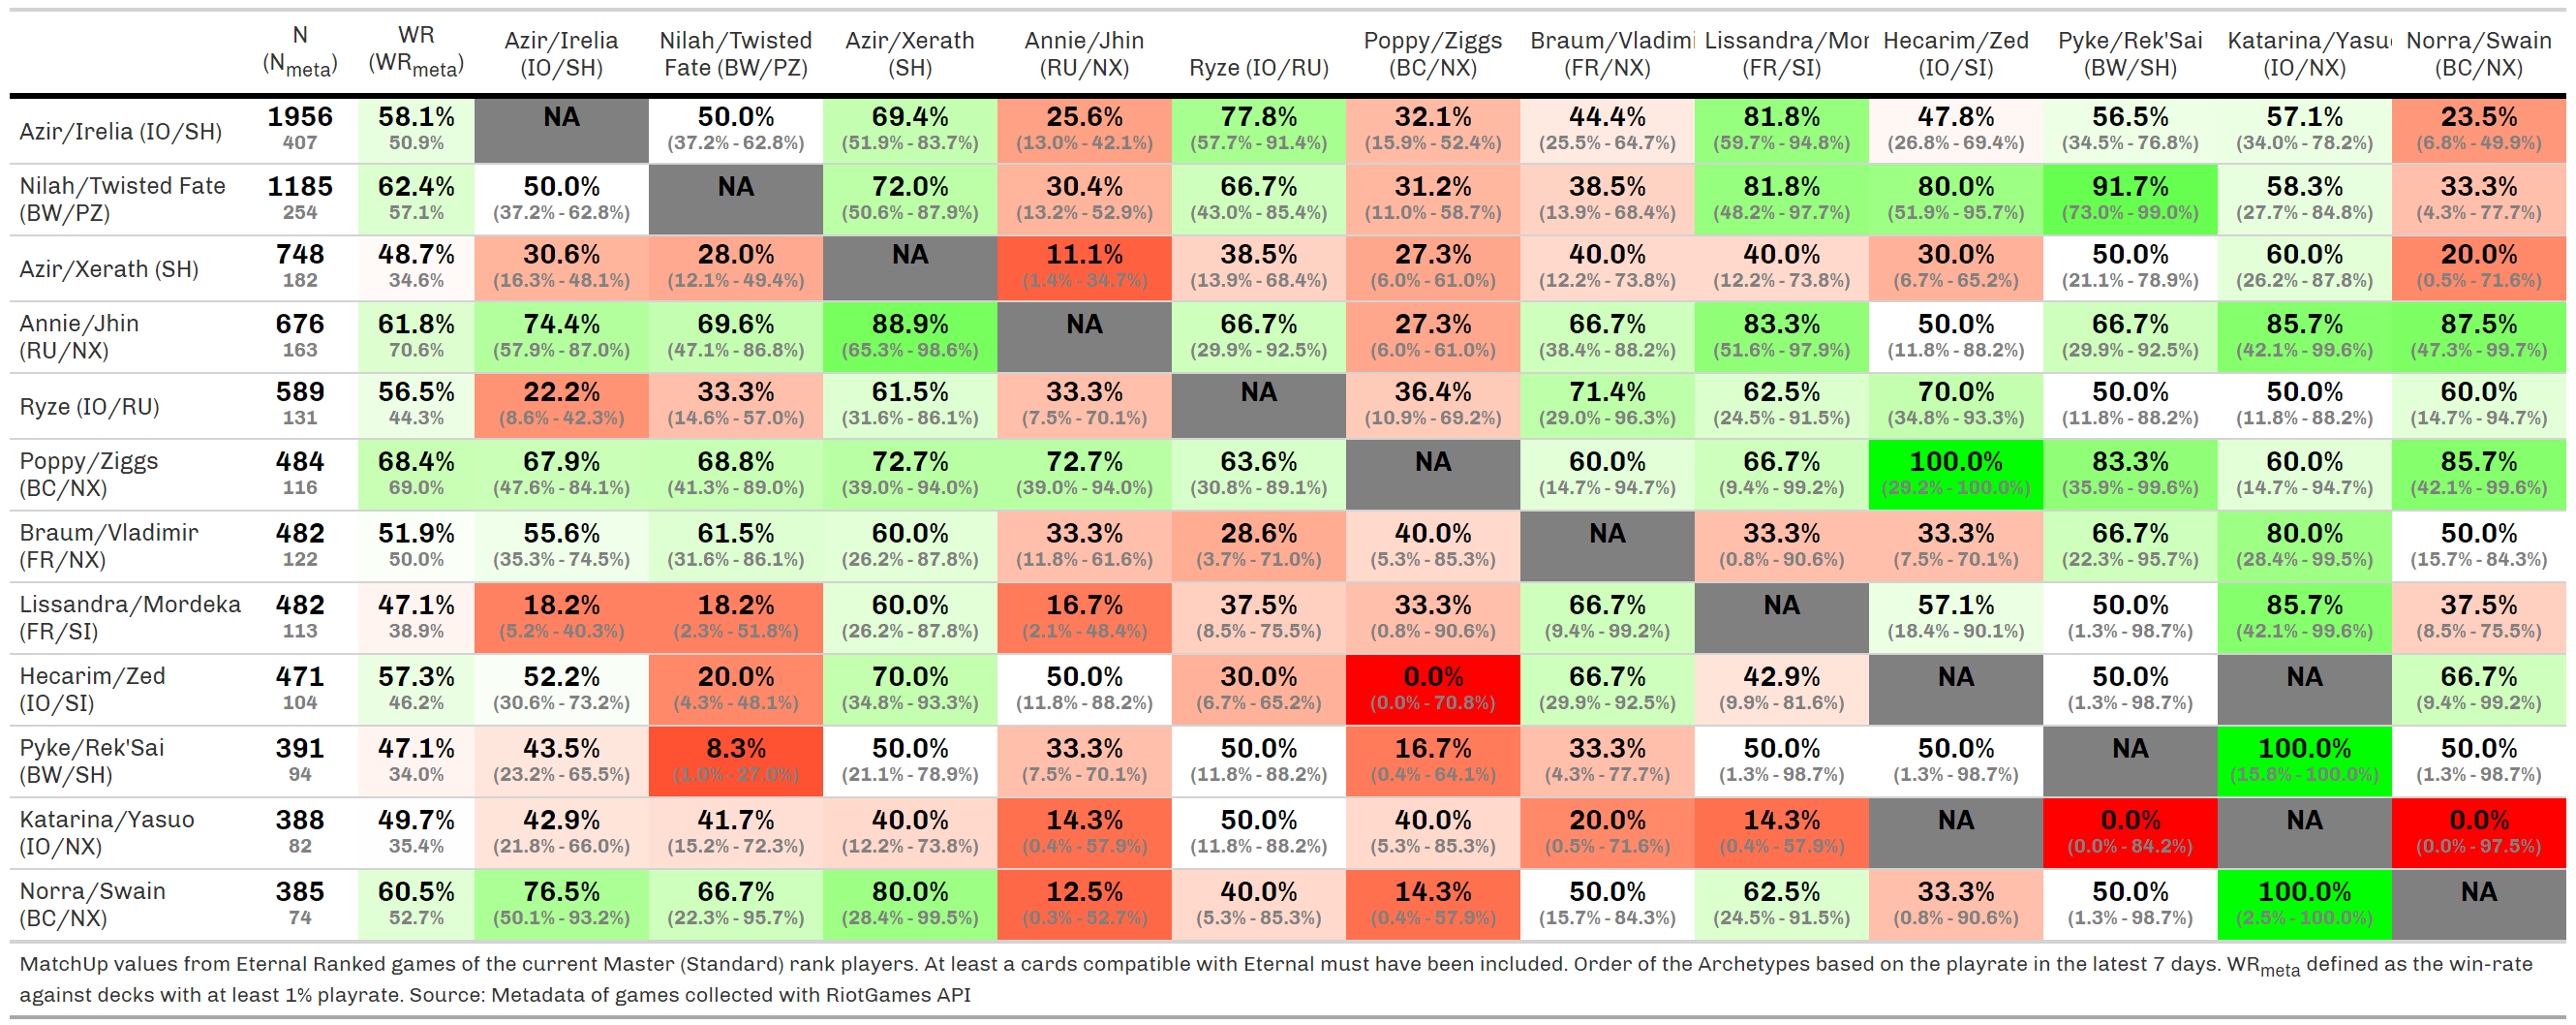 N WR Azir/Irelia Nilah/Twisted Azir/Xerath Annie/Jhin Poppy/Ziggs Braum/Vladimi Lissandra/Mor Hecarim/Zed Pyke/Rek'Sai Katarina/Yasuo Norra/Swain
(Nmeta) (WRmeta) (IO/SH) Fate (BW/PZ) (SH) (RU/NX) Ryze (IO/RU) (BC/NX) (FR/NX) (FR/SI) (IO/SI) (BW/SH) (IO/NX) (BC/NX)
Azir/Irelia (IO/SH) 1956 58.1% NA 50.0% 69.4% 25.6% 77.8% 32.1% 44.4% 81.8% 47.8% 56.5% 57.1% 23.5%
407 50.9% (37.2% - 62.8%) (51.9% - 83.7%) (13.0% - 42.1%) (57.7% - 91.4%) (15.9% - 52.4%) (25.5% - 64.7%) (59.7% - 94.8%) (26.8% - 69.4%) (34.5% - 76.8%) (34.0% - 78.2%) (6.8% - 49.9%)
Nilah/Twisted Fate 1185 62.4% 50.0% NA 72.0% 30.4% 66.7% 31.2% 38.5% 81.8% 80.0% 91.7% 58.3% 33.3%
(BW/PZ) 254 57.1% (37.2% - 62.8%) (50.6% - 87.9%) (13.2% - 52.9%) (43.0% - 85.4%) (11.0% - 58.7%) (13.9% - 68.4%) (48.2% - 97.7%) (51.9% - 95.7%) (73.0% - 99.0%) (27.7% - 84.8%) (4.3% - 77.7%)
Azir/Xerath (SH) 748 48.7% 30.6% 28.0% NA 11.1% 38.5% 27.3% 40.0% 40.0% 30.0% 50.0% 60.0% 20.0%
182 34.6% (16.3% - 48.1%) (12.1% - 49.4%) (1.4% - 34.7%) (13.9% - 68.4%) (6.0% - 61.0%) (12.2% - 73.8%) (12.2% - 73.8%) (6.7% - 65.2%) (21.1% - 78.9%) (26.2% - 87.8%) (0.5% - 71.6%)
Annie/Jhin 676 61.8% 74.4% 69.6% 88.9% NA 66.7% 27.3% 66.7% 83.3% 50.0% 66.7% 85.7% 87.5%
(RU/NX) 163 70.6% (57.9% - 87.0%) (47.1% - 86.8%) (65.3% - 98.6%) (29.9% - 92.5%) (6.0% - 61.0%) (38.4% - 88.2%) (51.6% - 97.9%) (11.8% - 88.2%) (29.9% - 92.5%) (42.1% - 99.6%) (47.3% - 99.7%)
Ryze (IO/RU) 589 56.5% 22.2% 33.3% 61.5% 33.3% NA 36.4% 71.4% 62.5% 70.0% 50.0% 50.0% 60.0%
131 44.3% (8.6% - 42.3%) (14.6% - 57.0%) (31.6% - 86.1%) (7.5% - 70.1%) (10.9% - 69.2%) (29.0% - 96.3%) (24.5% - 91.5%) (34.8% - 93.3%) (11.8% - 88.2%) (11.8% - 88.2%) (14.7% - 94.7%)
Poppy/Ziggs 484 68.4% 67.9% 68.8% 72.7% 72.7% 63.6% NA 60.0% 66.7% 100.0% 83.3% 60.0% 85.7%
(BC/NX) 116 69.0% (47.6% - 84.1%) (41.3% - 89.0%) (39.0% - 94.0%) (39.0% - 94.0%) (30.8% - 89.1%) (14.7% - 94.7%) (9.4% - 99.2%) (29.2% - 100.0%) (35.9% - 99.6%) (14.7% - 94.7%) (42.1% - 99.6%)
Braum/Vladimir 482 51.9% 55.6% 61.5% 60.0% 33.3% 28.6% 40.0% NA 33.3% 33.3% 66.7% 80.0% 50.0%
(FR/NX) 122 50.0% (35.3% - 74.5%) (31.6% - 86.1%) (26.2% - 87.8%) (11.8% - 61.6%) (3.7% - 71.0%) (5.3% - 85.3%) (0.8% - 90.6%) (7.5% - 70.1%) (22.3% - 95.7%) (28.4% - 99.5%) (15.7% - 84.3%)
Lissandra/Mordeka 482 47.1% 18.2% 18.2% 60.0% 16.7% 37.5% 33.3% 66.7% NA 57.1% 50.0% 85.7% 37.5%
(FR/SI) 113 38.9% (5.2% - 40.3%) (2.3% - 51.8%) (26.2% - 87.8%) (2.1% - 48.4%) (8.5% - 75.5%) (0.8% - 90.6%) (9.4% - 99.2%) (18.4% - 90.1%) (1.3% - 98.7%) (42.1% - 99.6%) (8.5% - 75.5%)
Hecarim/Zed 471 57.3% 52.2% 20.0% 70.0% 50.0% 30.0% 0.0% 66.7% 42.9% NA 50.0% NA 66.7%
(IO/SI) 104 46.2% (30.6% - 73.2%) (4.3% - 48.1%) (34.8% - 93.3%) (11.8% - 88.2%) (6.7% - 65.2%) (0.0% - 70.8%) (29.9% - 92.5%) (9.9% - 81.6%) (1.3% - 98.7%) (9.4% - 99.2%)
Pyke/Rek'Sai 391 47.1% 43.5% 8.3% 50.0% 33.3% 50.0% 16.7% 33.3% 50.0% 50.0% NA 100.0% 50.0%
(BW/SH) 94 34.0% (23.2% - 65.5%) (1.0% - 27.0%) (21.1% - 78.9%) (7.5% - 70.1%) (11.8% - 88.2%) (0.4% - 64.1%) (4.3% - 77.7%) (1.3% - 98.7%) (1.3% - 98.7%) (15.8% - 100.0%) (1.3% - 98.7%)
Katarina/Yasuo 388 49.7% 42.9% 41.7% 40.0% 14.3% 50.0% 40.0% 20.0% 14.3% NA 0.0% NA 0.0%
(IO/NX) 82 35.4% (21.8% - 66.0%) (15.2% - 72.3%) (12.2% - 73.8%) (0.4% - 57.9%) (11.8% - 88.2%) (5.3% - 85.3%) (0.5% - 71.6%) (0.4% - 57.9%) (0.0% - 84.2%) (0.0% - 97.5%)
Norra/Swain 385 60.5% 76.5% 66.7% 80.0% 12.5% 40.0% 14.3% 50.0% 62.5% 33.3% 50.0% 100.0% NA
(BC/NX) 74 52.7% (50.1% - 93.2%) (22.3% - 95.7%) (28.4% - 99.5%) (0.3% - 52.7%) (5.3% - 85.3%) (0.4% - 57.9%) (15.7% - 84.3%) (24.5% - 91.5%) (0.8% - 90.6%) (1.3% - 98.7%) (2.5% - 100.0%)
MatchUp values from Eternal Ranked games of the current Master (Standard) rank players. At least a cards compatible with Eternal must have been included. Order of the Archetypes based on the playrate in the latest 7 days. WRmeta defined as the win-rate
against decks with at least 1% playrate. Source: Metadata of games collected with RiotGames API